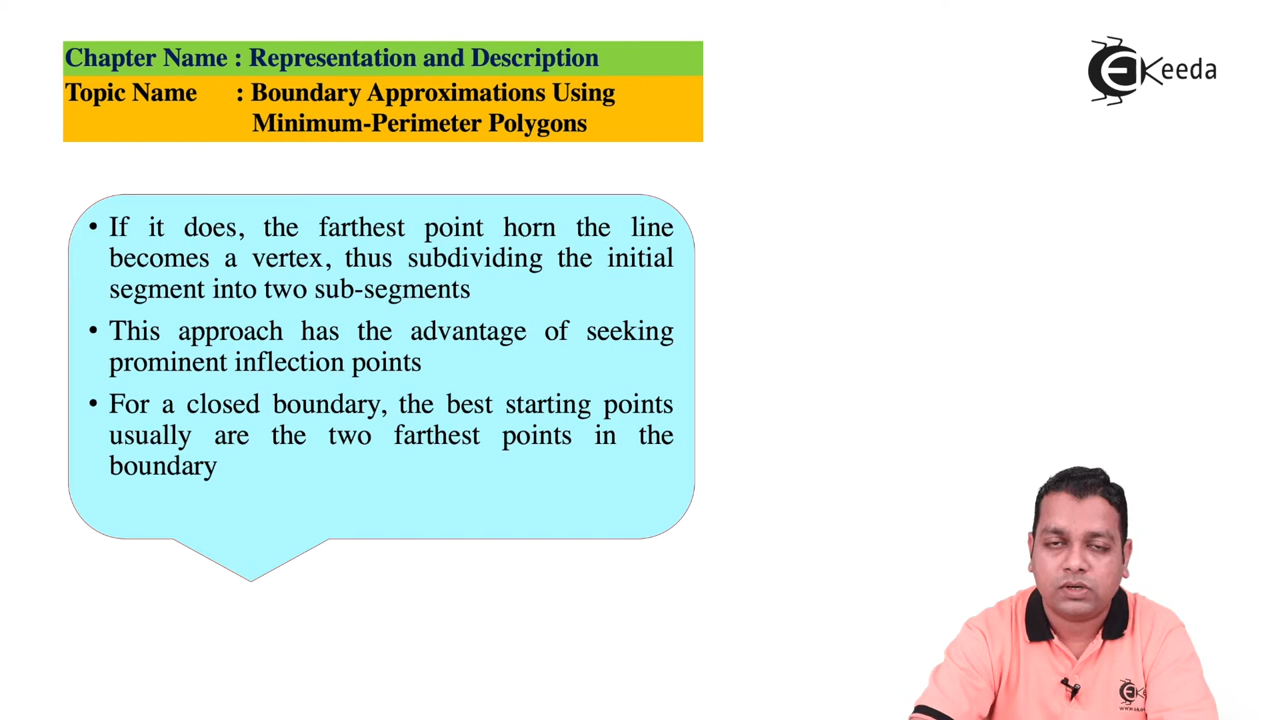 Chapter Name : Representation and Description
Topic Name : Boundary Approximations Using
Minimum-Perimeter Polygons
EKeeda
• If it does, the farthest point horn the line
becomes a vertex, thus subdividing the initial
segment into two sub-segments
• This approach has the advantage of seeking
prominent inflection points
• For a closed boundary, the best starting points
usually are the two farthest points in the
boundary